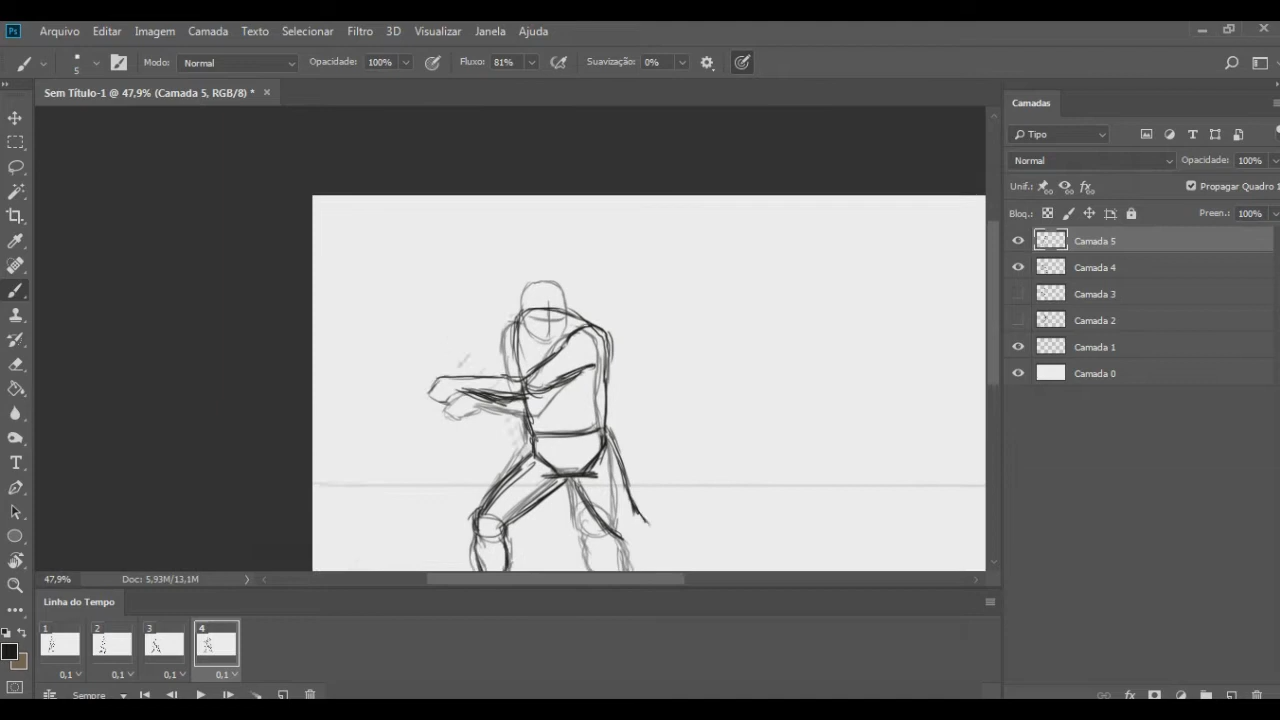 Ps Arquivo Editar Imagem Camada Texto Selecionar Filtro 3D Visualizar Janela Ajuda
5 Modo: Normal Opacidade: 100% Fluxo: 81% Suavização: 0%
Sem Título-1 @ 47,9% (Camada 5, RGB/8) * ×
Camadas
Tipo
Normal Opacidade: 100%
Unif.: Propagar Quadro 1
Bloq.: Preen.: 100%
Camada 5
Camada 4
Camada 3
Camada 2
Camada 1
Camada 0
47,9% Doc: 5,93M/13,1M
Linha do Tempo
1 2 3 4
0,1 0,1 0,1 0,1
Sempre